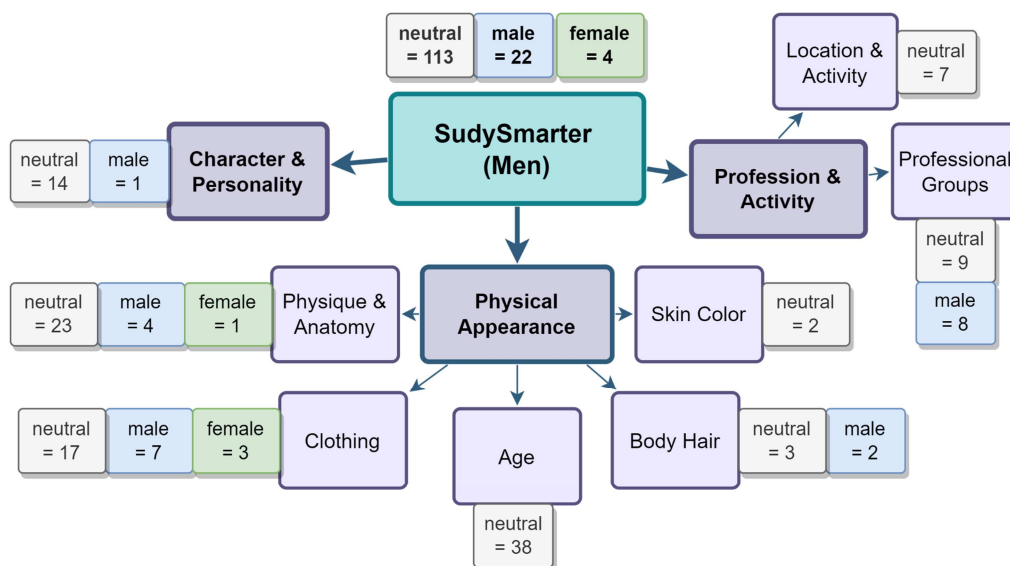 neutral
= 113
male
= 22
female
= 4
SudySmarter
(Men)
Location &
Activity
neutral
= 7
neutral
= 14
male
= 1
Character &
Personality
Profession &
Activity
Professional
Groups
neutral
= 9
male
= 8
neutral
= 23
male
= 4
female
= 1
Physique &
Anatomy
Physical
Appearance
Skin Color
neutral
= 2
neutral
= 17
male
= 7
female
= 3
Clothing
Age
neutral
= 38
Body Hair
neutral
= 3
male
= 2